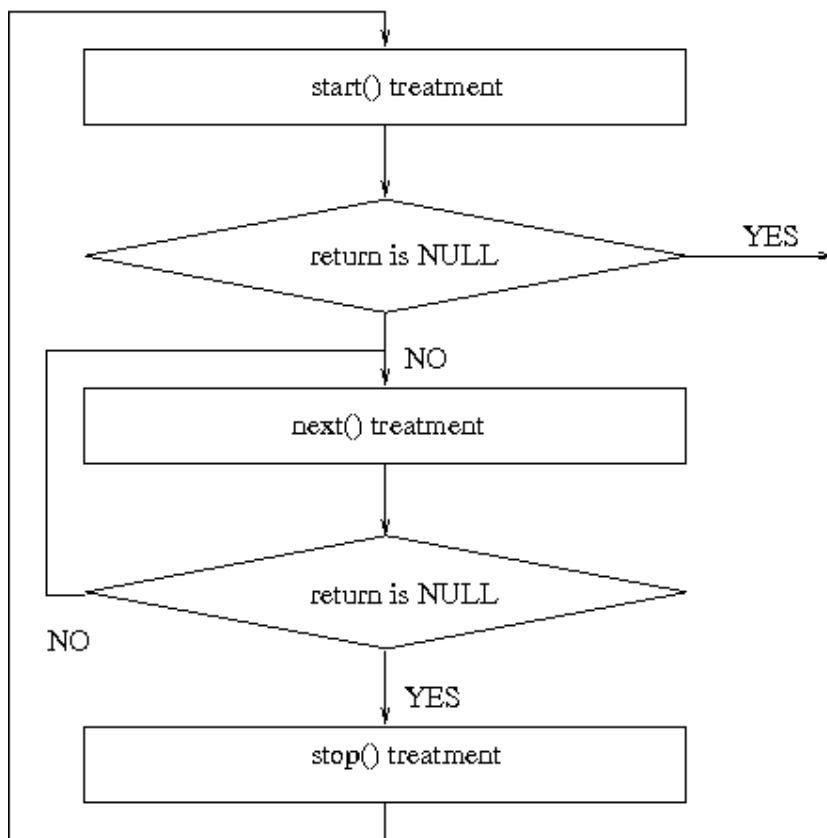 start() treatment
return is NULL
YES
NO
next() treatment
return is NULL
NO
YES
stop() treatment